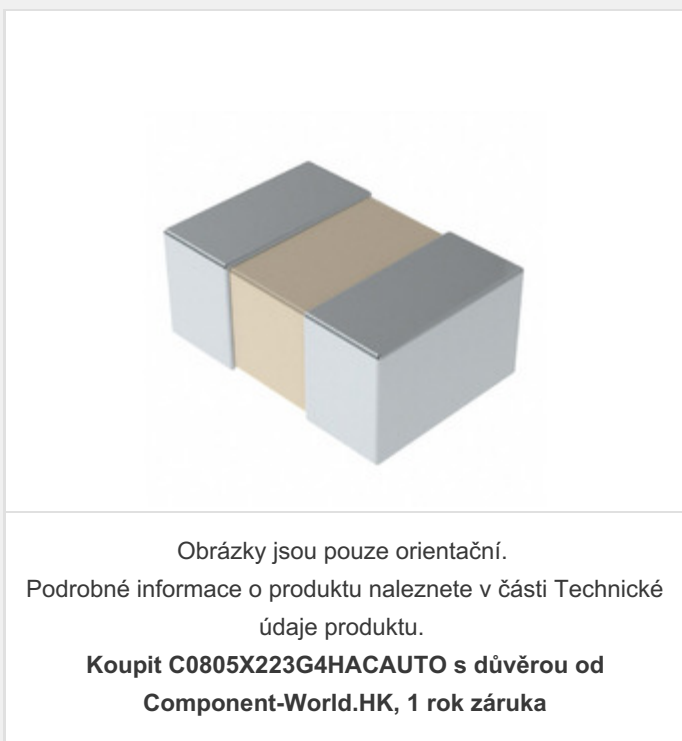 Obrázky jsou pouze orientační.
Podrobné informace o produktu naleznete v části Technické
údaje produktu.
Koupit C0805X223G4HACAUTO s důvěrou od
Component-World.HK, 1 rok záruka